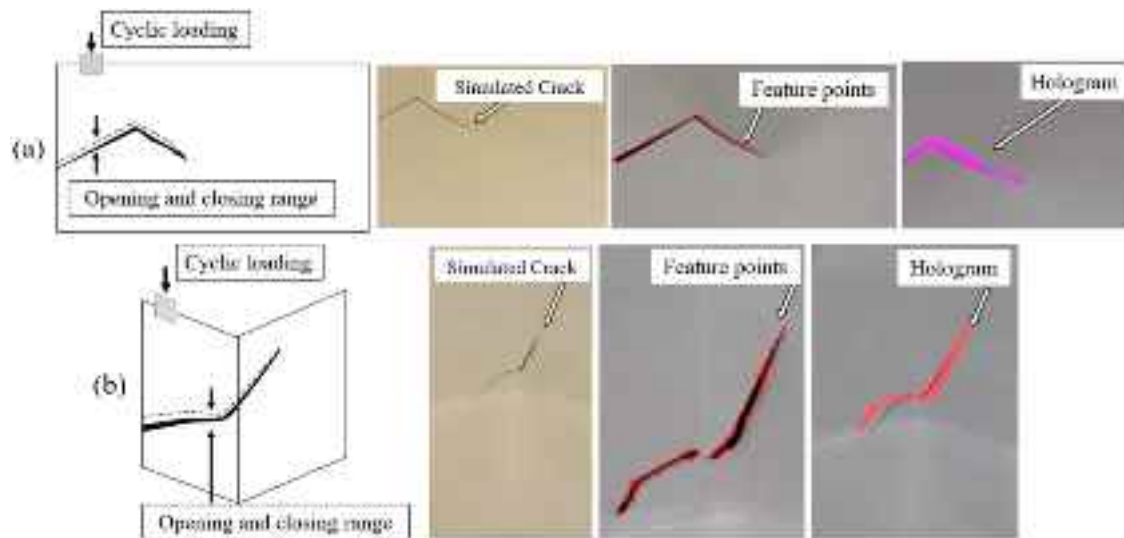 Cyclic loading
Simulated Crack
Feature points
Hologram
(a)
Opening and closing range
Cyclic loading
Simulated Crack
Feature points
Hologram
(b)
Opening and closing range